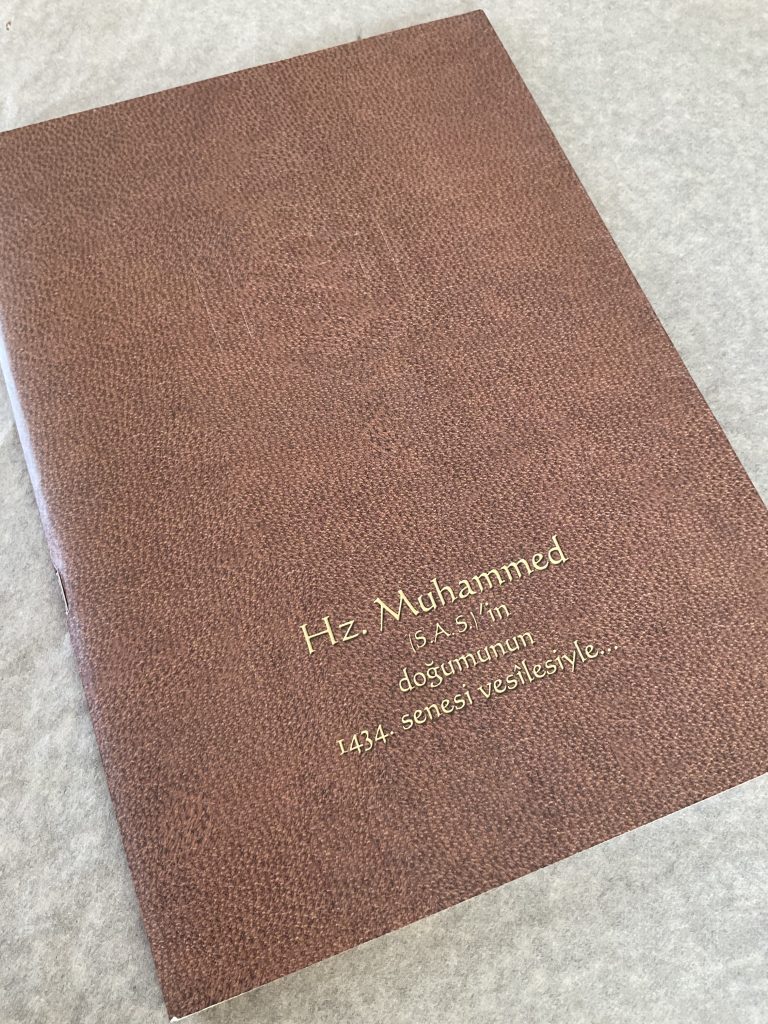 Hz. Muhammed
(S.A.S.)'in
doğumunun
1434. senesi vesîlesiyle...